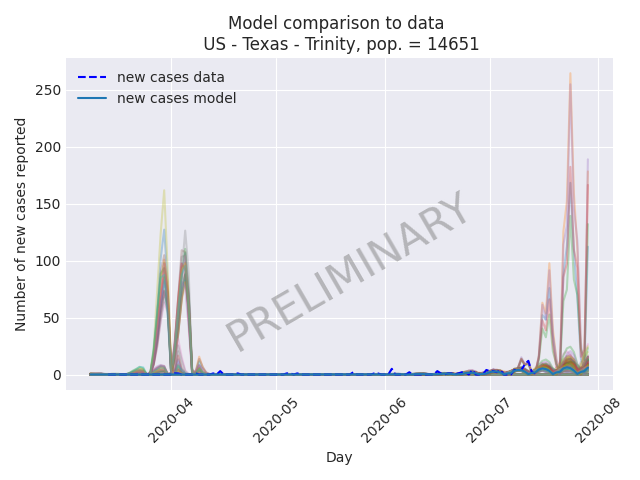 Model comparison to data
US - Texas - Trinity, pop. = 14651
new cases data
new cases model
Number of new cases reported
250
200
150
100
50
0
PRELIMINARY
2020-04
2020-05
2020-06
2020-07
2020-08
Day